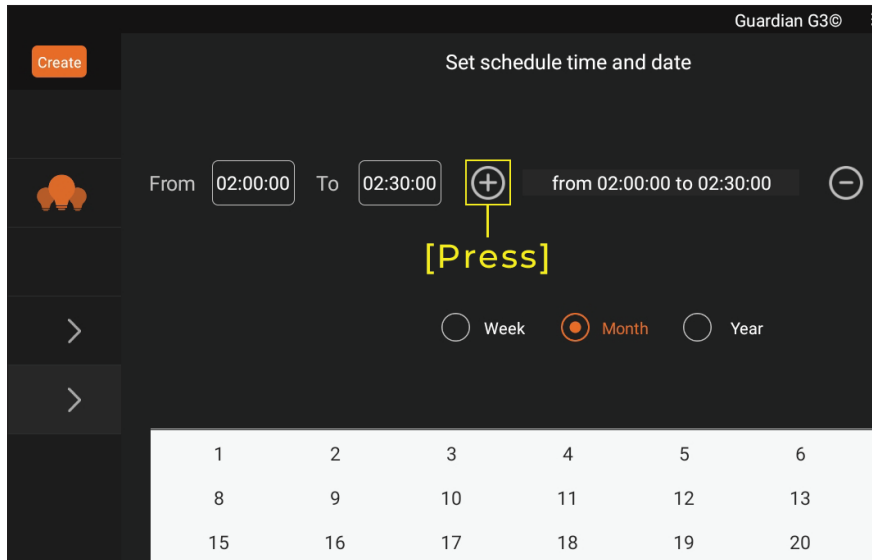 Guardian G3©
Create
Set schedule time and date
From 02:00:00 To 02:30:00 from 02:00:00 to 02:30:00
[Press]
Week Month Year
1 2 3 4 5 6
8 9 10 11 12 13
15 16 17 18 19 20